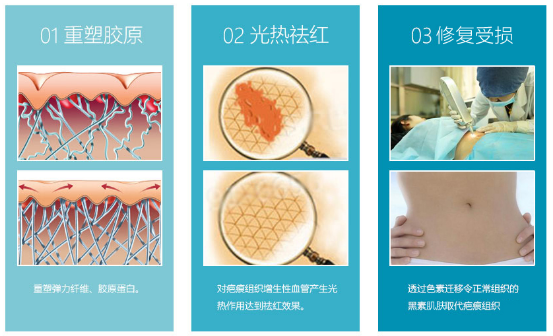 01 重塑胶原
02 光热祛红
03 修复受损
重塑弹力纤维、胶原蛋白。
对疤痕组织增生性血管产生光
热作用达到祛红效果。
透过色素迁移令正常组织的
黑素肌肤取代疤痕组织